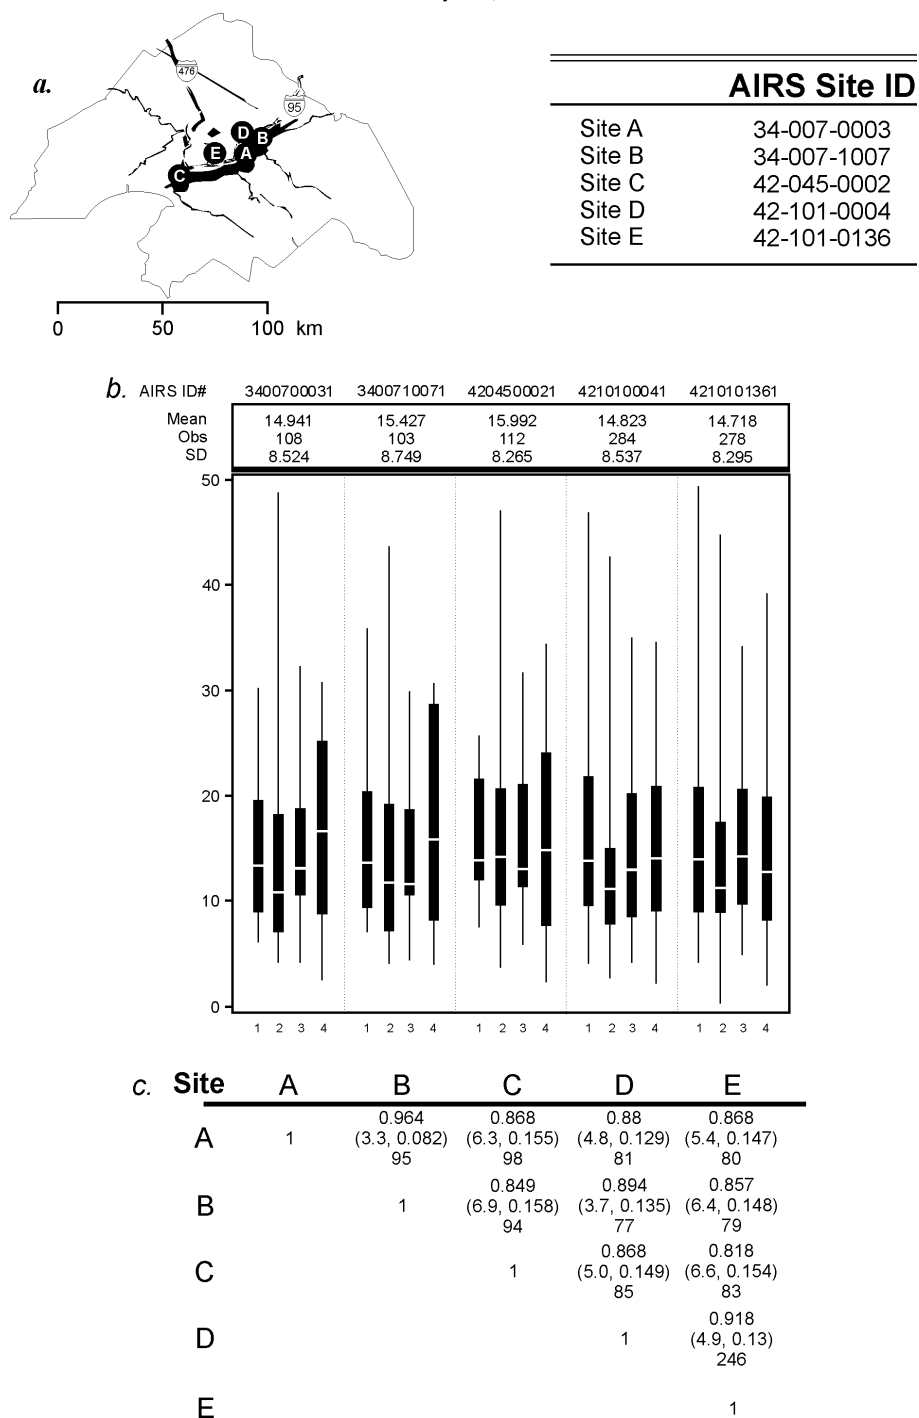 a.
476
95
D
B
E
A
C
0 50 100 km
AIRS Site ID
Site A 34-007-0003
Site B 34-007-1007
Site C 42-045-0002
Site D 42-101-0004
Site E 42-101-0136
b. AIRS ID# 3400700031 3400710071 4204500021 4210100041 4210101361
Mean 14.941 15.427 15.992 14.823 14.718
Obs 108 103 112 284 278
SD 8.524 8.749 8.265 8.537 8.295
50
40
30
20
10
0
1 2 3 4 1 2 3 4 1 2 3 4 1 2 3 4 1 2 3 4
c. Site A B C D E
0.964 0.868 0.88 0.868
A 1 (3.3, 0.082) (6.3, 0.155) (4.8, 0.129) (5.4, 0.147)
95 98 81 80
0.849 0.894 0.857
B 1 (6.9, 0.158) (3.7, 0.135) (6.4, 0.148)
94 77 79
0.868 0.818
C 1 (5.0, 0.149) (6.6, 0.154)
85 83
0.918
D 1 (4.9, 0.13)
246
E 1